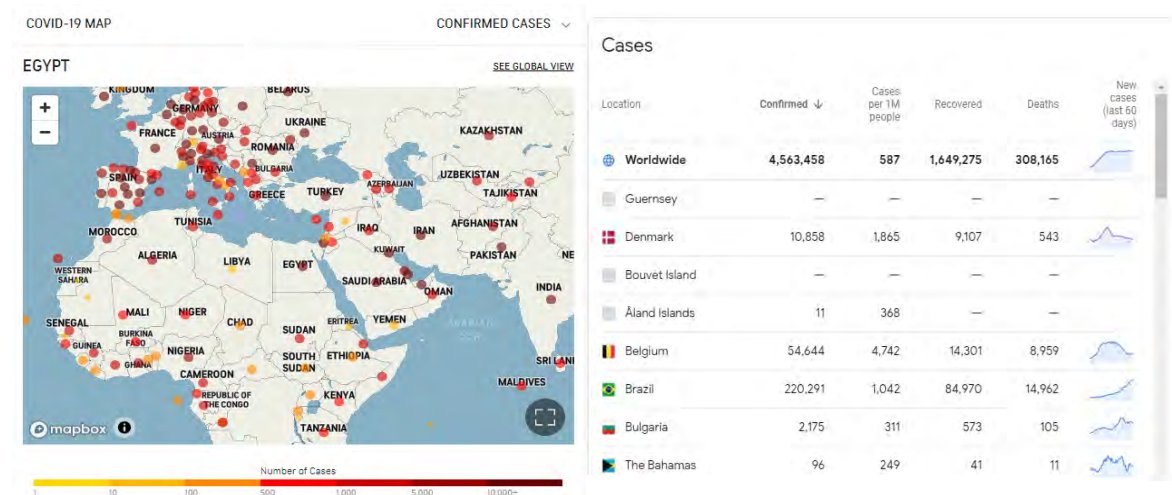 COVID-19 MAP
CONFIRMED CASES
EGYPT
SEE GLOBAL VIEW
+
−
KINGDOM
BELARUS
GERMANY
UKRAINE
FRANCE
AUSTRIA
KAZAKHSTAN
ROMANIA
ITALY
BULGARIA
UZBEKISTAN
SPAIN
GREECE
TURKEY
AZERBAIJAN
TAJIKISTAN
TUNISIA
MOROCCO
IRAQ
IRAN
AFGHANISTAN
KUWAIT
ALGERIA
LIBYA
EGYPT
PAKISTAN
NE
WESTERN
SAHARA
SAUDI ARABIA
OMAN
INDIA
MALI
NIGER
CHAD
ERITREA
YEMEN
ARABIAN
SENEGAL
SUDAN
BURKINA
FASO
GUINEA
NIGERIA
GHANA
SOUTH
SUDAN
ETHIOPIA
SRI LAN
CAMEROON
MALDIVES
REPUBLIC OF
THE CONGO
KENYA
TANZANIA
mapbox
Number of Cases
1 10 100 500 1,000 5,000 10,000+
Cases
Location Confirmed ↓ Cases per 1M people Recovered Deaths New cases (last 60 days)
Worldwide 4,563,458 587 1,649,275 308,165
Guernsey — — — —
Denmark 10,858 1,865 9,107 543
Bouvet Island — — — —
Åland Islands 11 368 — —
Belgium 54,644 4,742 14,301 8,959
Brazil 220,291 1,042 84,970 14,962
Bulgaria 2,175 311 573 105
The Bahamas 96 249 41 11